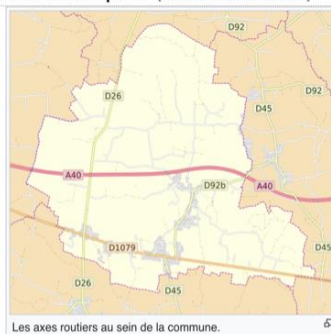 D92
D26
D92
D45
A40
D92b
A40
D1079
D45
D26
D45
Les axes routiers au sein de la commune.